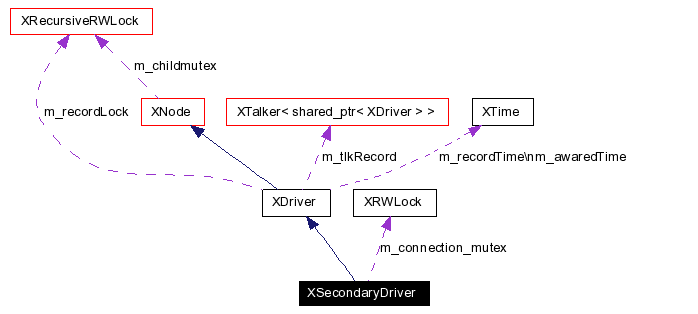 XRecursiveRWLock
m_childmutex
m_recordLock
XNode
XTalker< shared_ptr< XDriver > >
XTime
m_tlkRecord
m_recordTime\nm_awaredTime
XDriver
XRWLock
m_connection_mutex
XSecondaryDriver